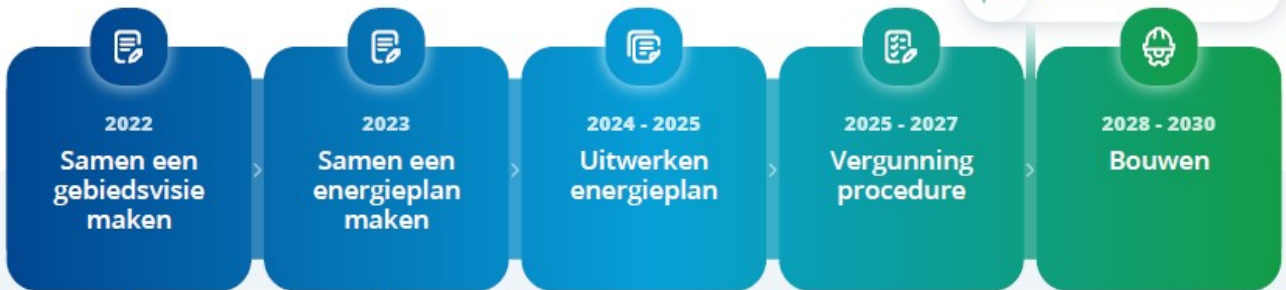 2022
Samen een
gebiedsvisie
maken
2023
Samen een
energieplan
maken
2024 - 2025
Uitwerken
energieplan
2025 - 2027
Vergunning
procedure
2028 - 2030
Bouwen